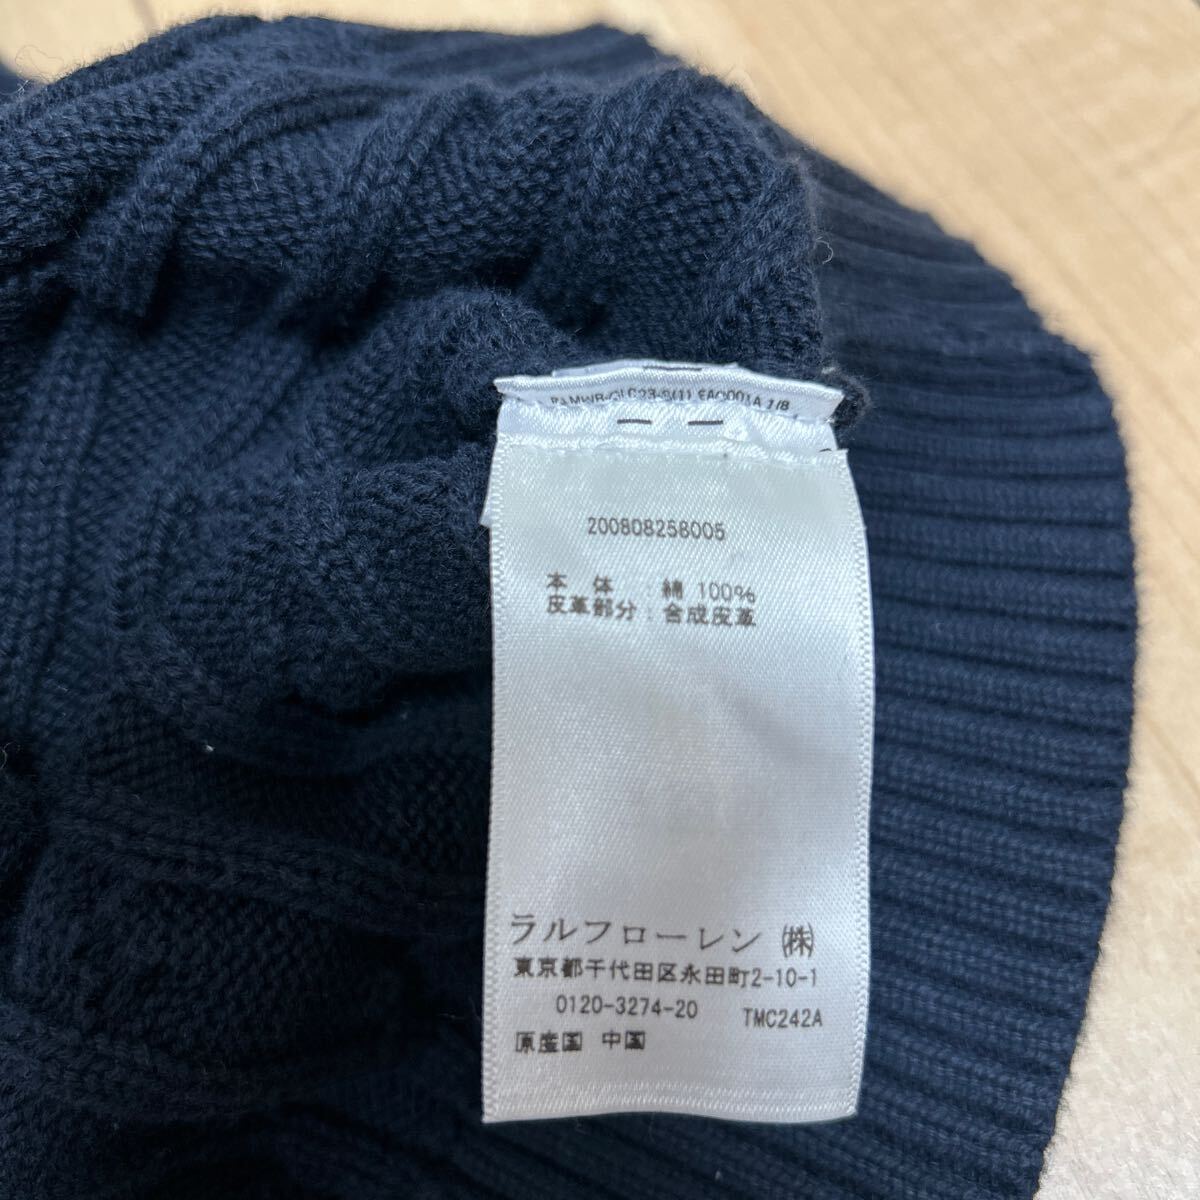 200808258005
本 体 : 綿 100%
皮革部分 : 合成皮革
ラルフローレン ㈱
東京都千代田区永田町2-10-1
0120-3274-20 TMC242A
原産国 中国